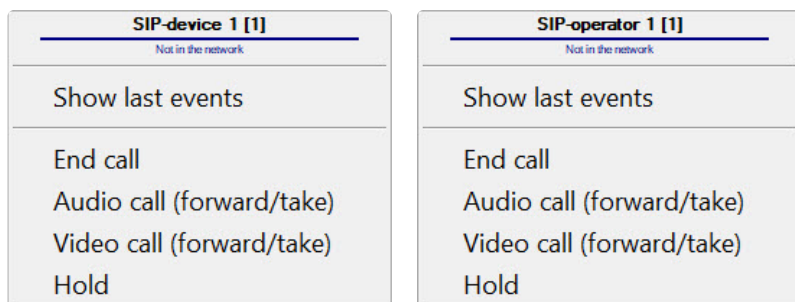 SIP-device 1 [1]
Not in the network
Show last events
End call
Audio call (forward/take)
Video call (forward/take)
Hold
SIP-operator 1 [1]
Not in the network
Show last events
End call
Audio call (forward/take)
Video call (forward/take)
Hold